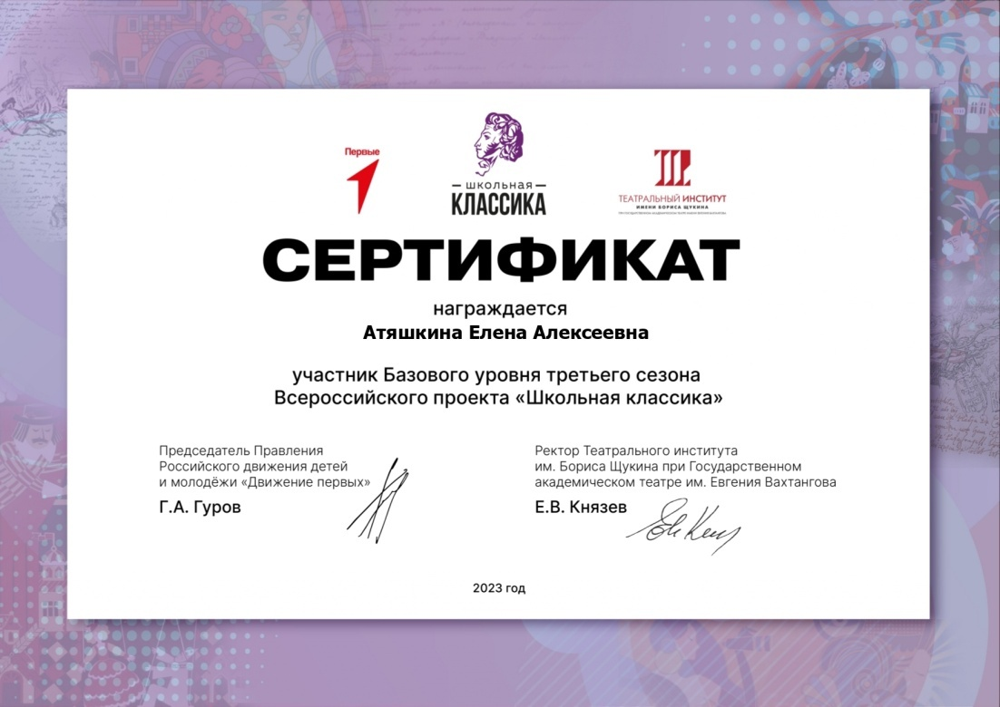 Первые
— ШКОЛЬНАЯ —
КЛАССИКА
ТЕАТРАЛЬНЫЙ ИНСТИТУТ
ИМЕНИ БОРИСА ЩУКИНА
СЕРТИФИКАТ
награждается
Атяшкина Елена Алексеевна
участник Базового уровня третьего сезона
Всероссийского проекта «Школьная классика»
Председатель Правления
Российского движения детей
и молодёжи «Движение первых»
Г.А. Гуров
Ректор Театрального института
им. Бориса Щукина при Государственном
академическом театре им. Евгения Вахтангова
Е.В. Князев
2023 год